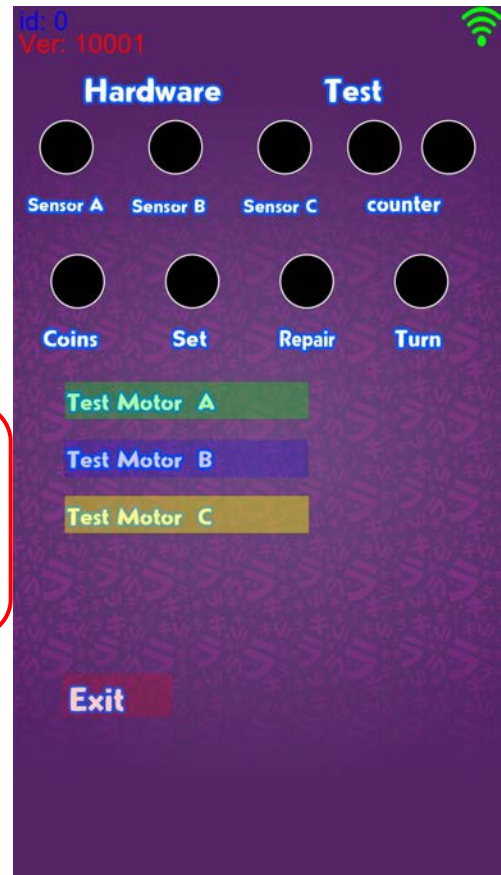 id: 0
Ver: 10001
Hardware Test
Sensor A Sensor B Sensor C counter
Coins Set Repair Turn
Test Motor A
Test Motor B
Test Motor C
Exit